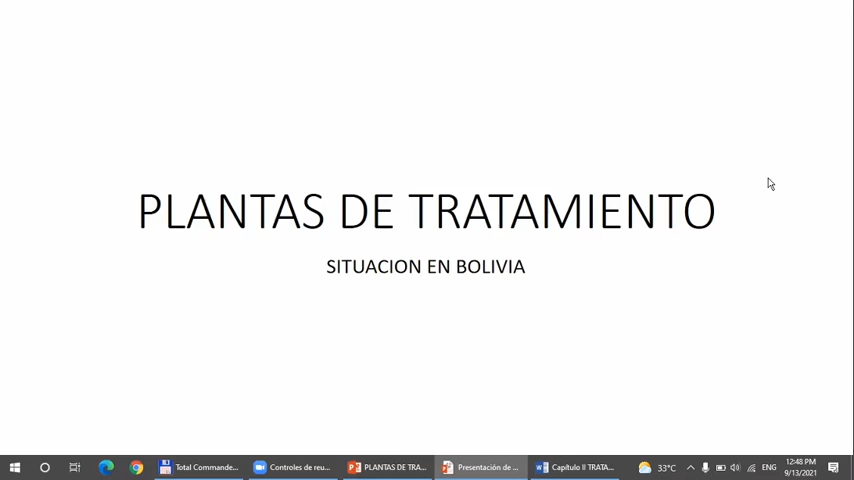 PLANTAS DE TRATAMIENTO
SITUACION EN BOLIVIA
Total Commande...
Controles de reu...
PLANTAS DE TRA...
Presentación de ...
Capítulo II TRATA...
33°C
ENG
12:48 PM
9/13/2021